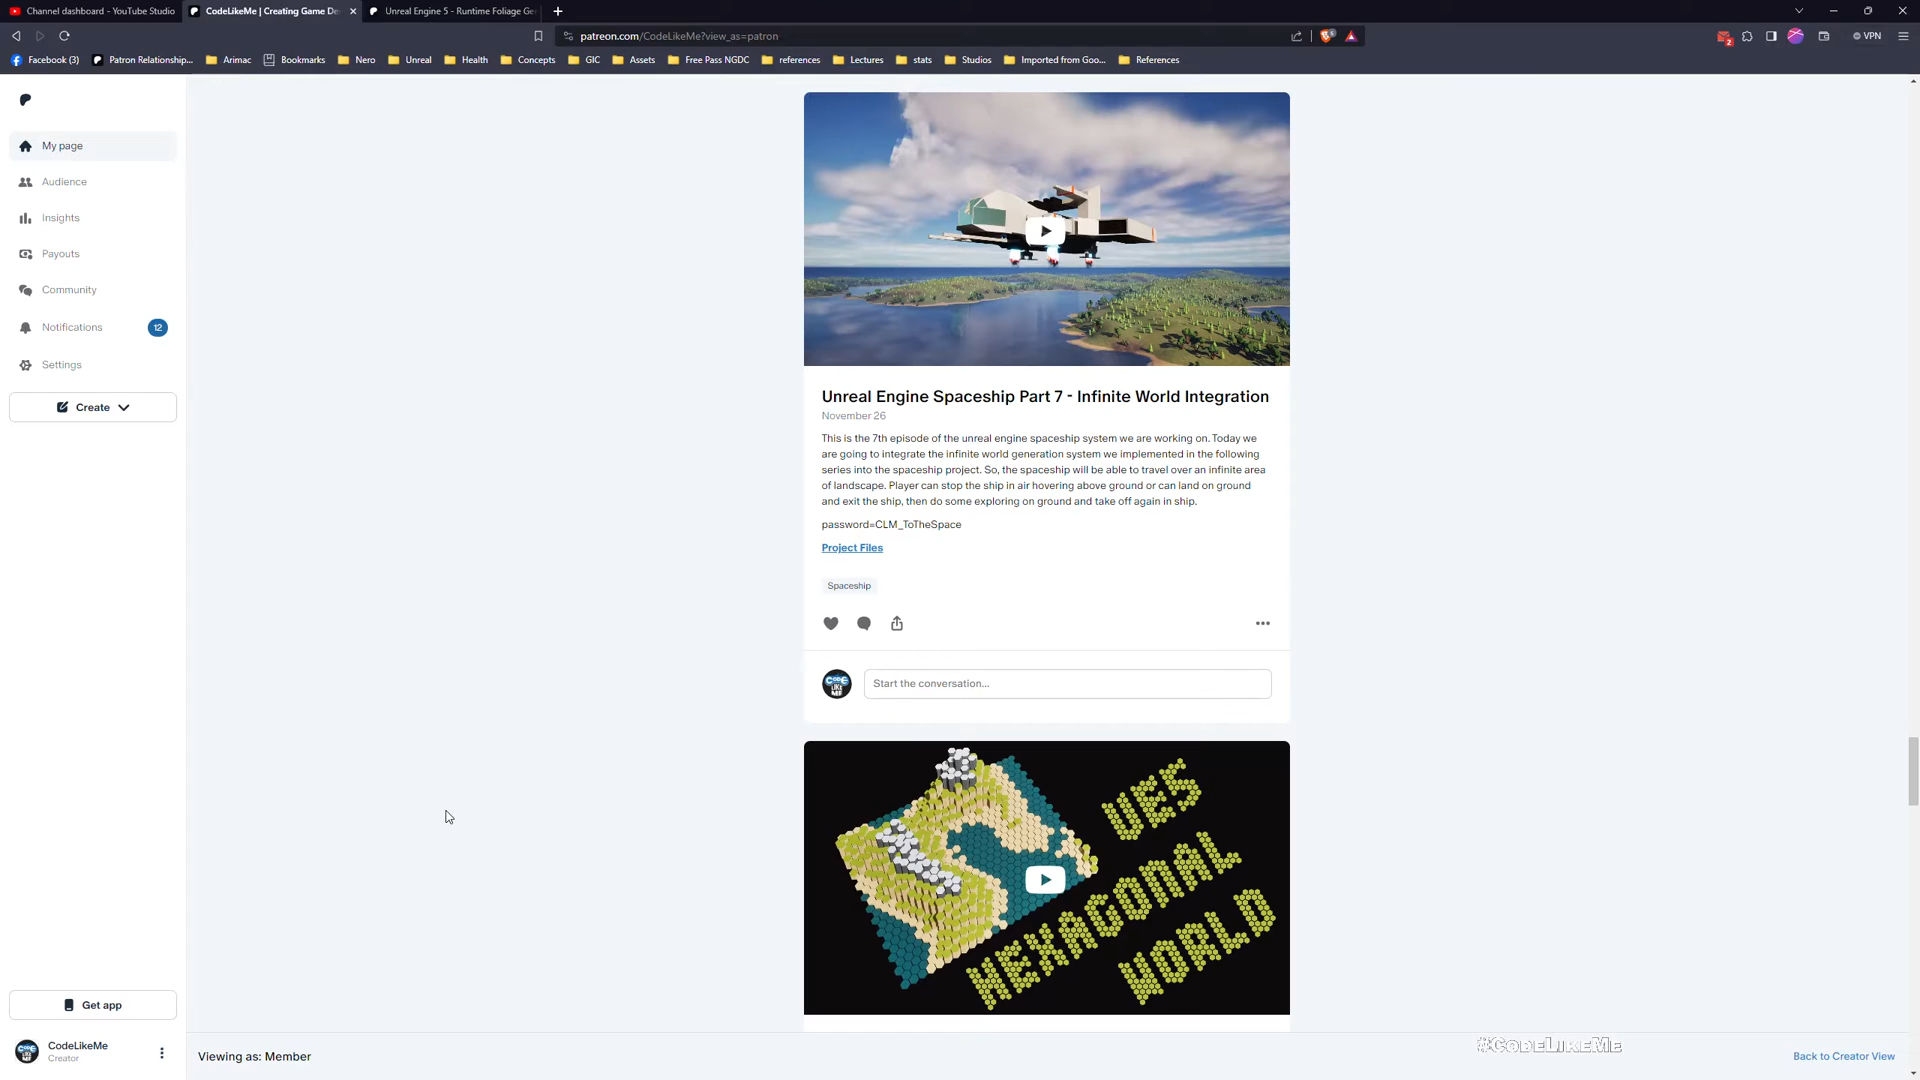 Channel dashboard - YouTube Studio
CodeLikeMe | Creating Game De
Unreal Engine 5 - Runtime Foliage Ge
patreon.com/CodeLikeMe?view_as=patron
VPN
Facebook (3)
Patron Relationship...
Arimac
Bookmarks
Nero
Unreal
Health
Concepts
GIC
Assets
Free Pass NGDC
references
Lectures
stats
Studios
Imported from Goo...
References
My page
Audience
Insights
Payouts
Community
Notifications
12
Settings
Create
Unreal Engine Spaceship Part 7 - Infinite World Integration
November 26
This is the 7th episode of the unreal engine spaceship system we are working on. Today we
are going to integrate the infinite world generation system we implemented in the following
series into the spaceship project. So, the spaceship will be able to travel over an infinite area
of landscape. Player can stop the ship in air hovering above ground or can land on ground
and exit the ship, then do some exploring on ground and take off again in ship.
password=CLM_ToTheSpace
Project Files
Spaceship
CODE
LIKE
ME
Start the conversation...
UE5
HEXAGONAL
WORLD
Get app
CodeLikeMe
Creator
Viewing as: Member
#CODELIKEME
Back to Creator View